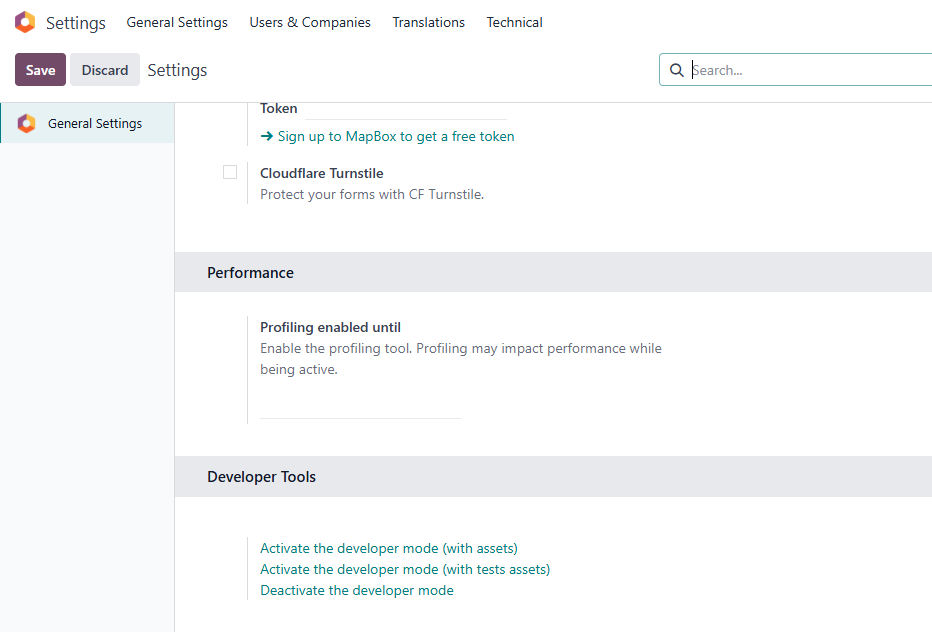 Settings General Settings Users & Companies Translations Technical
Save Discard Settings Search...
General Settings
Token
Sign up to MapBox to get a free token
Cloudflare Turnstile
Protect your forms with CF Turnstile.
Performance
Profiling enabled until
Enable the profiling tool. Profiling may impact performance while
being active.
Developer Tools
Activate the developer mode (with assets)
Activate the developer mode (with tests assets)
Deactivate the developer mode